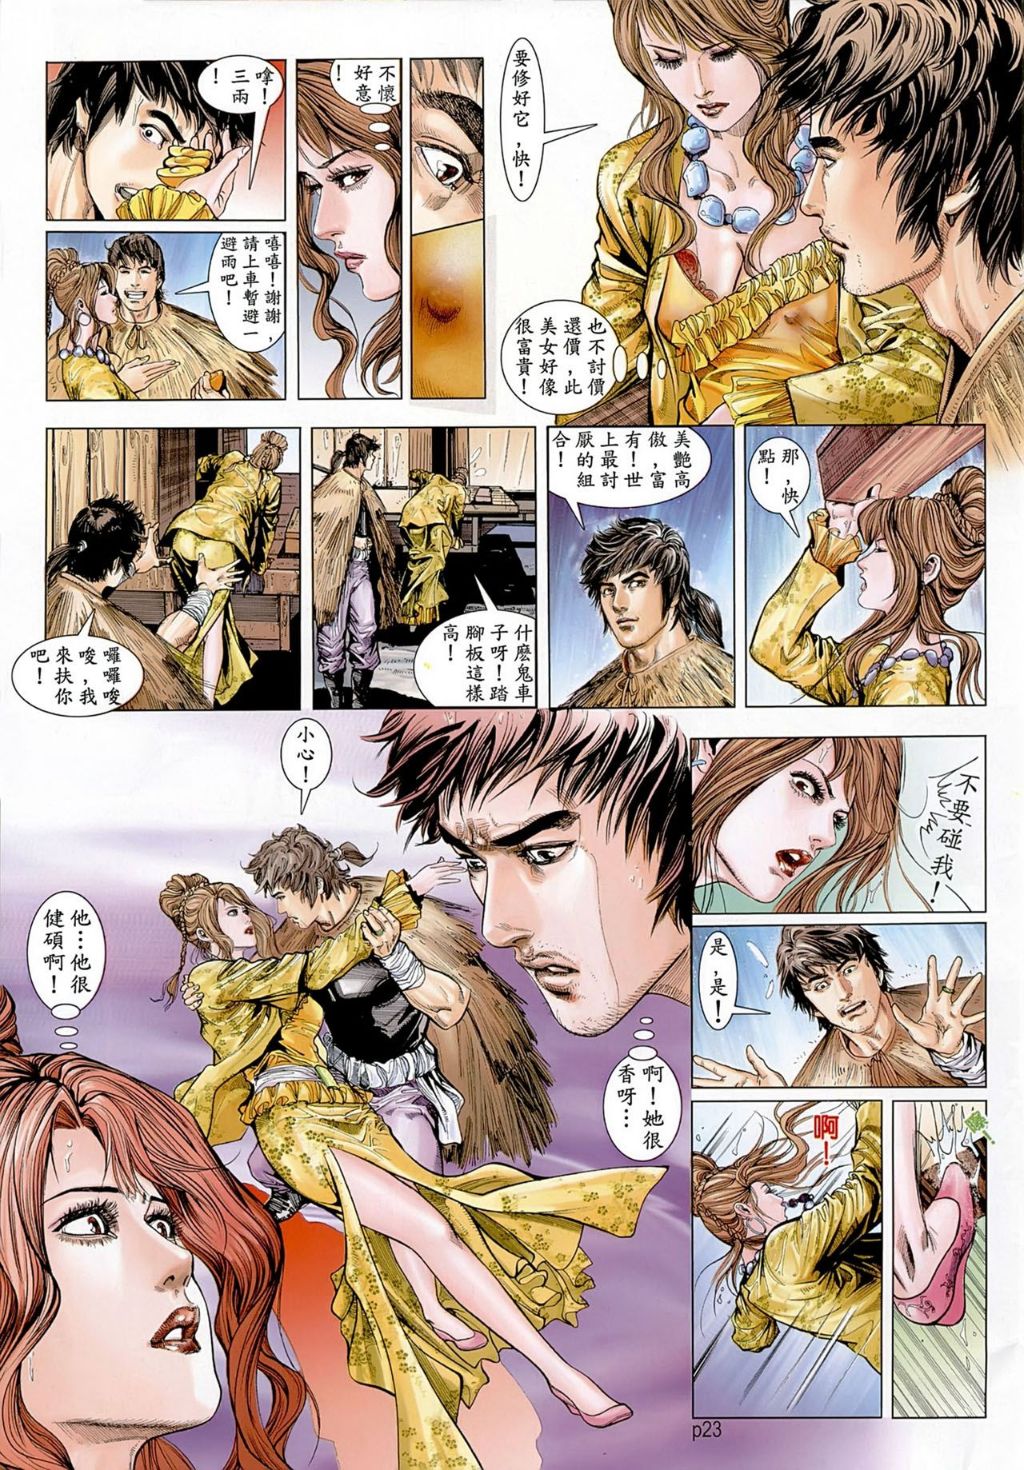 要修好它,快!
也不討價
還價,此
美女好像
很富貴!
不懷
好意
!
嗱!
三兩
!
嘻嘻!謝謝,
請上車暫避一
避雨吧!
那,快
點!
美艷高
傲,富
有!世
上最討
厭的組
合!
什麽鬼車
子呀!踏
腳板這樣
高!
囉囉唆
唆,我
來扶你
吧!
不要碰我!
是,是!
啊!
小心!
啊!她很
香呀…
他…他很
健碩啊!
p23